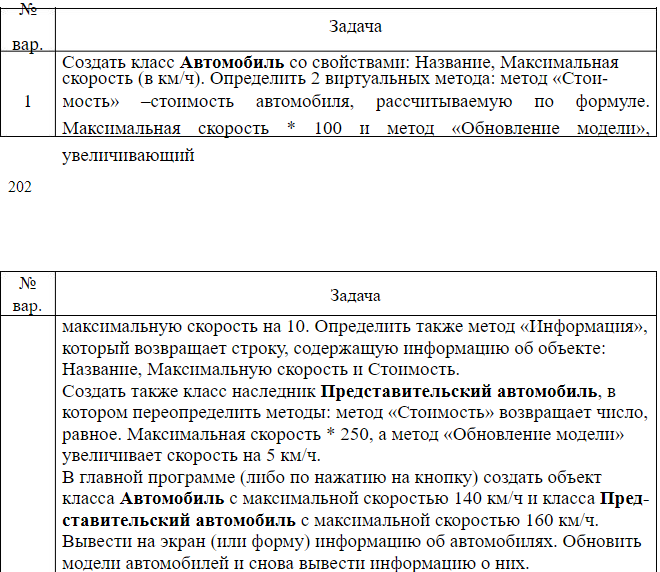 №
вар.
Задача
Создать класс Автомобиль со свойствами: Название, Максимальная
скорость (в км/ч). Определить 2 виртуальных метода: метод «Стои-
1
мость» –стоимость автомобиля, рассчитываемую по формуле.
Максимальная скорость * 100 и метод «Обновление модели»,
увеличивающий
202
№
вар.
Задача
максимальную скорость на 10. Определить также метод «Информация»,
который возвращает строку, содержащую информацию об объекте:
Название, Максимальную скорость и Стоимость.
Создать также класс наследник Представительский автомобиль, в
котором переопределить методы: метод «Стоимость» возвращает число,
равное. Максимальная скорость * 250, а метод «Обновление модели»
увеличивает скорость на 5 км/ч.
В главной программе (либо по нажатию на кнопку) создать объект
класса Автомобиль с максимальной скоростью 140 км/ч и класса Пред-
ставительский автомобиль с максимальной скоростью 160 км/ч.
Вывести на экран (или форму) информацию об автомобилях. Обновить
модели автомобилей и снова вывести информацию о них.